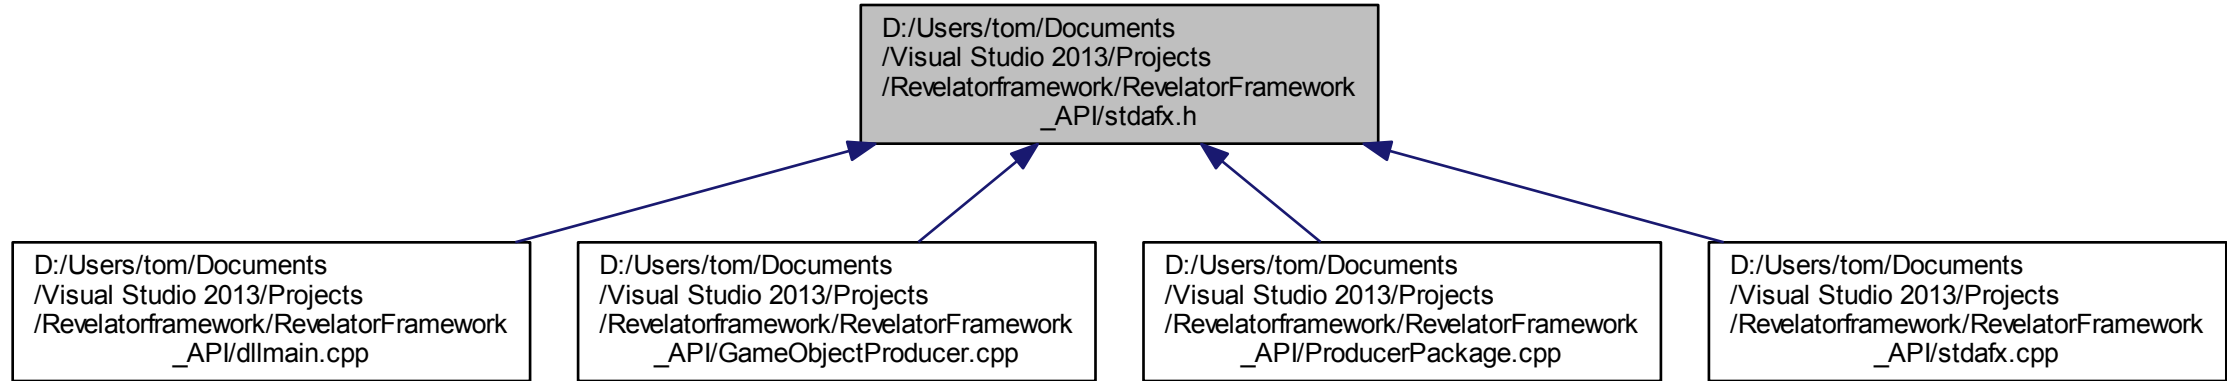 D:/Users/tom/Documents
/Visual Studio 2013/Projects
/Revelatorframework/RevelatorFramework
_API/stdafx.h
D:/Users/tom/Documents
/Visual Studio 2013/Projects
/Revelatorframework/RevelatorFramework
_API/dllmain.cpp
D:/Users/tom/Documents
/Visual Studio 2013/Projects
/Revelatorframework/RevelatorFramework
_API/GameObjectProducer.cpp
D:/Users/tom/Documents
/Visual Studio 2013/Projects
/Revelatorframework/RevelatorFramework
_API/ProducerPackage.cpp
D:/Users/tom/Documents
/Visual Studio 2013/Projects
/Revelatorframework/RevelatorFramework
_API/stdafx.cpp